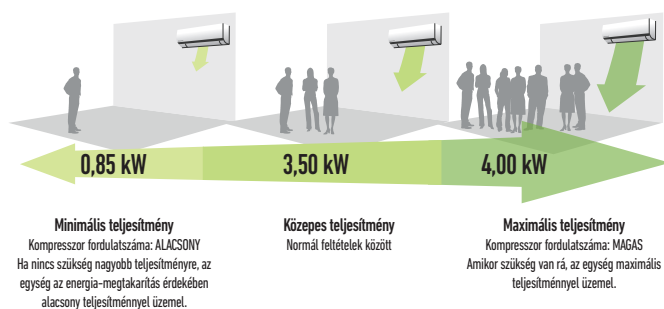 0,85 kW
3,50 kW
4,00 kW
Minimális teljesítmény
Kompresszor fordulatszáma: ALACSONY
Ha nincs szükség nagyobb teljesítményre, az
egység az energia-megtakarítás érdekében
alacsony teljesítménnyel üzemel.
Közepes teljesítmény
Normál feltételek között
Maximális teljesítmény
Kompresszor fordulatszáma: MAGAS
Amikor szükség van rá, az egység maximális
teljesítménnyel üzemel.